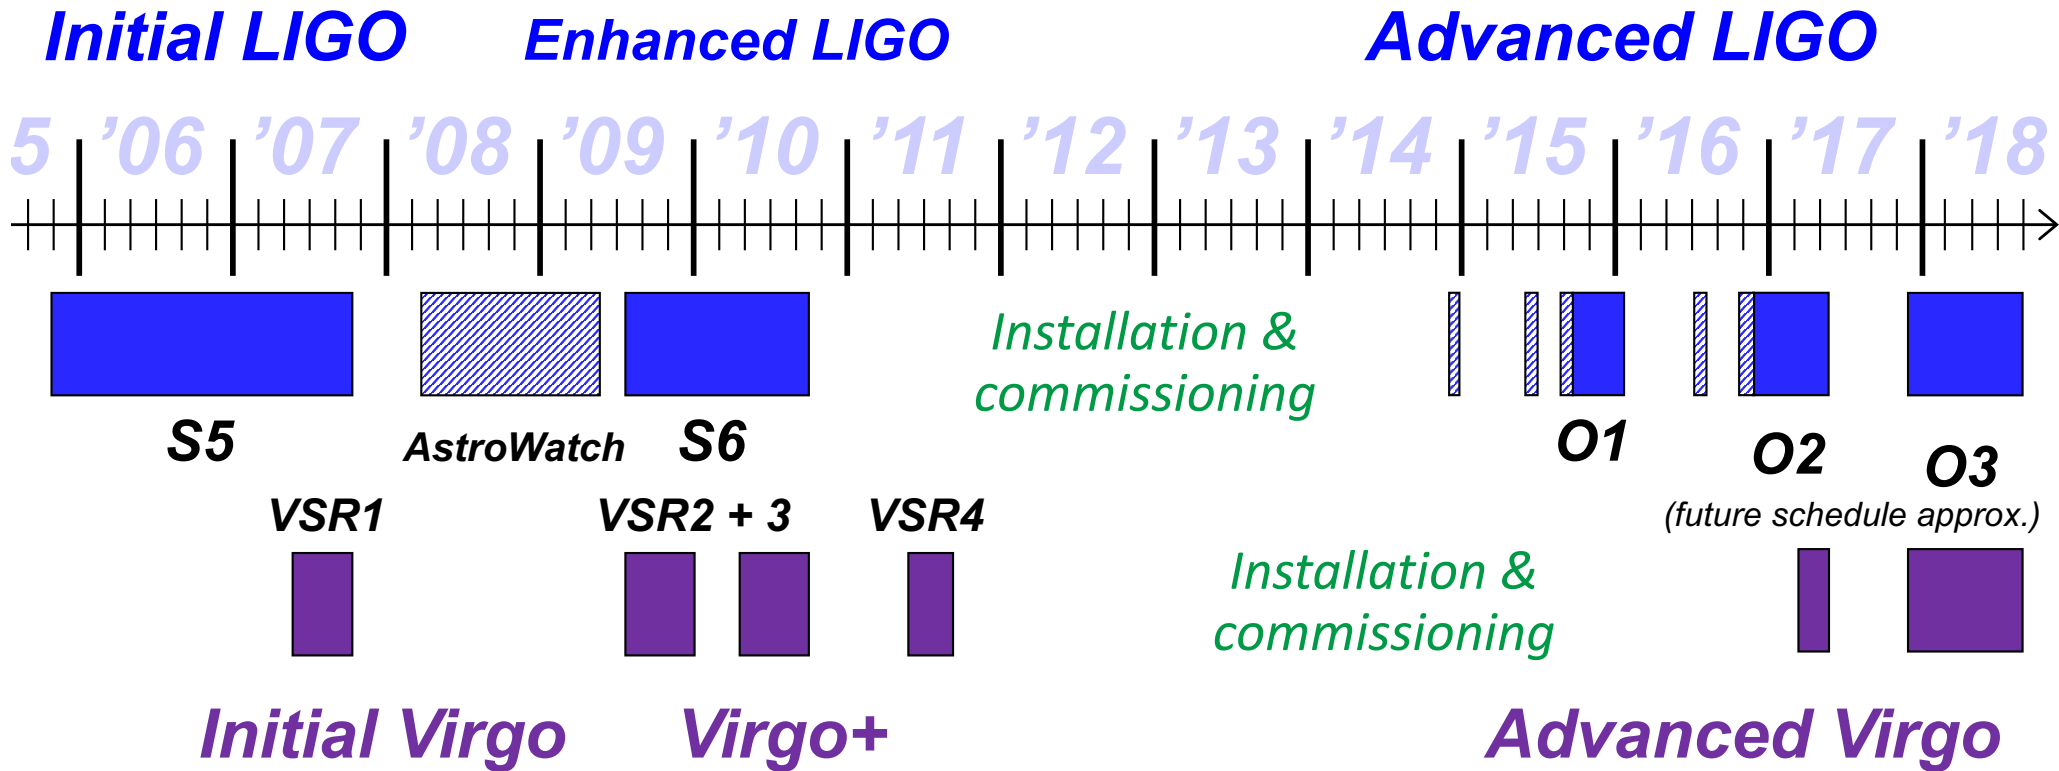 Initial LIGO Enhanced LIGO Advanced LIGO
5 ’06 ’07 ’08 ’09 ’10 ’11 ’12 ’13 ’14 ’15 ’16 ’17 ’18
Installation &
commissioning
S5 AstroWatch S6 O1 O2 O3
VSR1 VSR2 + 3 VSR4 (future schedule approx.)
Installation &
commissioning
Initial Virgo Virgo+ Advanced Virgo